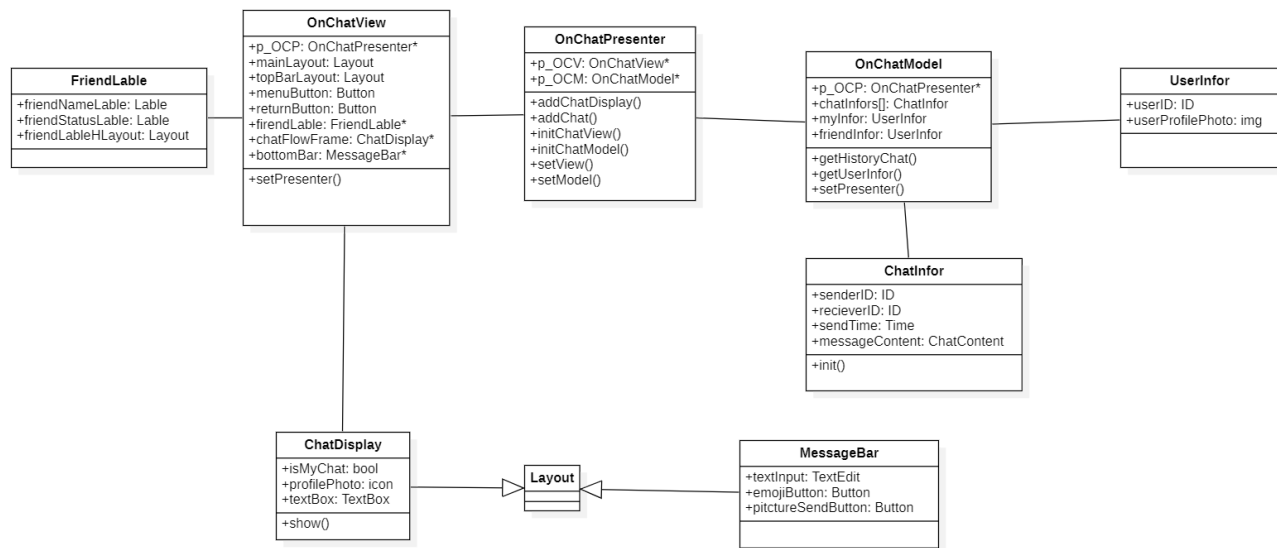 FriendLable
+friendNameLable: Lable
+friendStatusLable: Lable
+friendLableHLayout: Layout
OnChatView
+p_OCP: OnChatPresenter*
+mainLayout: Layout
+topBarLayout: Layout
+menuButton: Button
+returnButton: Button
+firendLable: FriendLable*
+chatFlowFrame: ChatDisplay*
+bottomBar: MessageBar*
+setPresenter()
OnChatPresenter
+p_OCV: OnChatView*
+p_OCM: OnChatModel*
+addChatDisplay()
+addChat()
+initChatView()
+initChatModel()
+setView()
+setModel()
OnChatModel
+p_OCP: OnChatPresenter*
+chatInfors[]: ChatInfor
+myInfor: UserInfor
+friendInfor: UserInfor
+getHistoryChat()
+getUserInfor()
+setPresenter()
UserInfor
+userID: ID
+userProfilePhoto: img
ChatInfor
+senderID: ID
+recieverID: ID
+sendTime: Time
+messageContent: ChatContent
+init()
ChatDisplay
+isMyChat: bool
+profilePhoto: icon
+textBox: TextBox
+show()
Layout
MessageBar
+textInput: TextEdit
+emojiButton: Button
+pitctureSendButton: Button